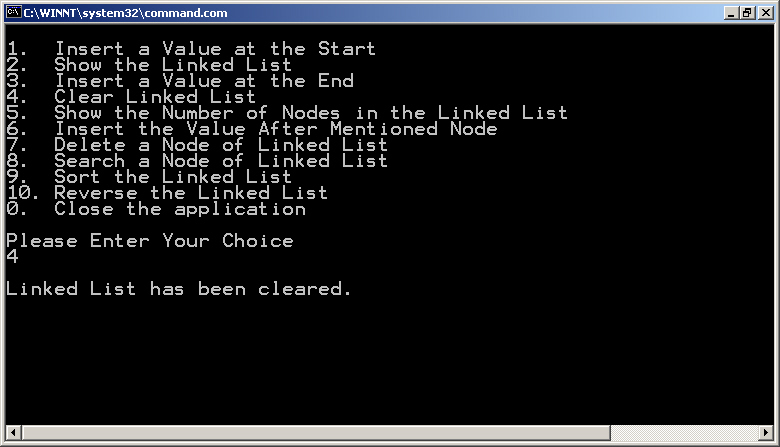 C:\WINNT\system32\command.com
1.  Insert a Value at the Start
2.  Show the Linked List
3.  Insert a Value at the End
4.  Clear Linked List
5.  Show the Number of Nodes in the Linked List
6.  Insert the Value After Mentioned Node
7.  Delete a Node of Linked List
8.  Search a Node of Linked List
9.  Sort the Linked List
10. Reverse the Linked List
0.  Close the application
Please Enter Your Choice
4
Linked List has been cleared.